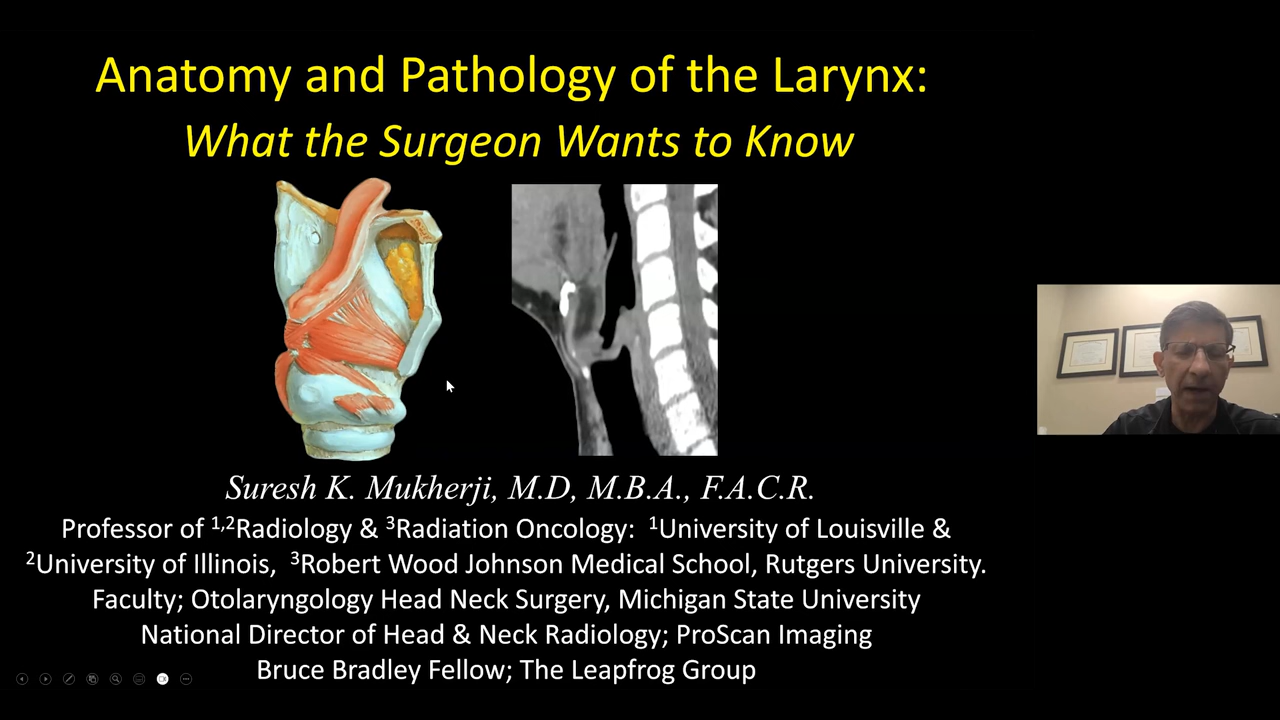 Anatomy and Pathology of the Larynx:
What the Surgeon Wants to Know
Suresh K. Mukherji, M.D, M.B.A., F.A.C.R.
Professor of 1,2Radiology & 3Radiation Oncology: 1University of Louisville &
2University of Illinois, 3Robert Wood Johnson Medical School, Rutgers University.
Faculty; Otolaryngology Head Neck Surgery, Michigan State University
National Director of Head & Neck Radiology; ProScan Imaging
Bruce Bradley Fellow; The Leapfrog Group